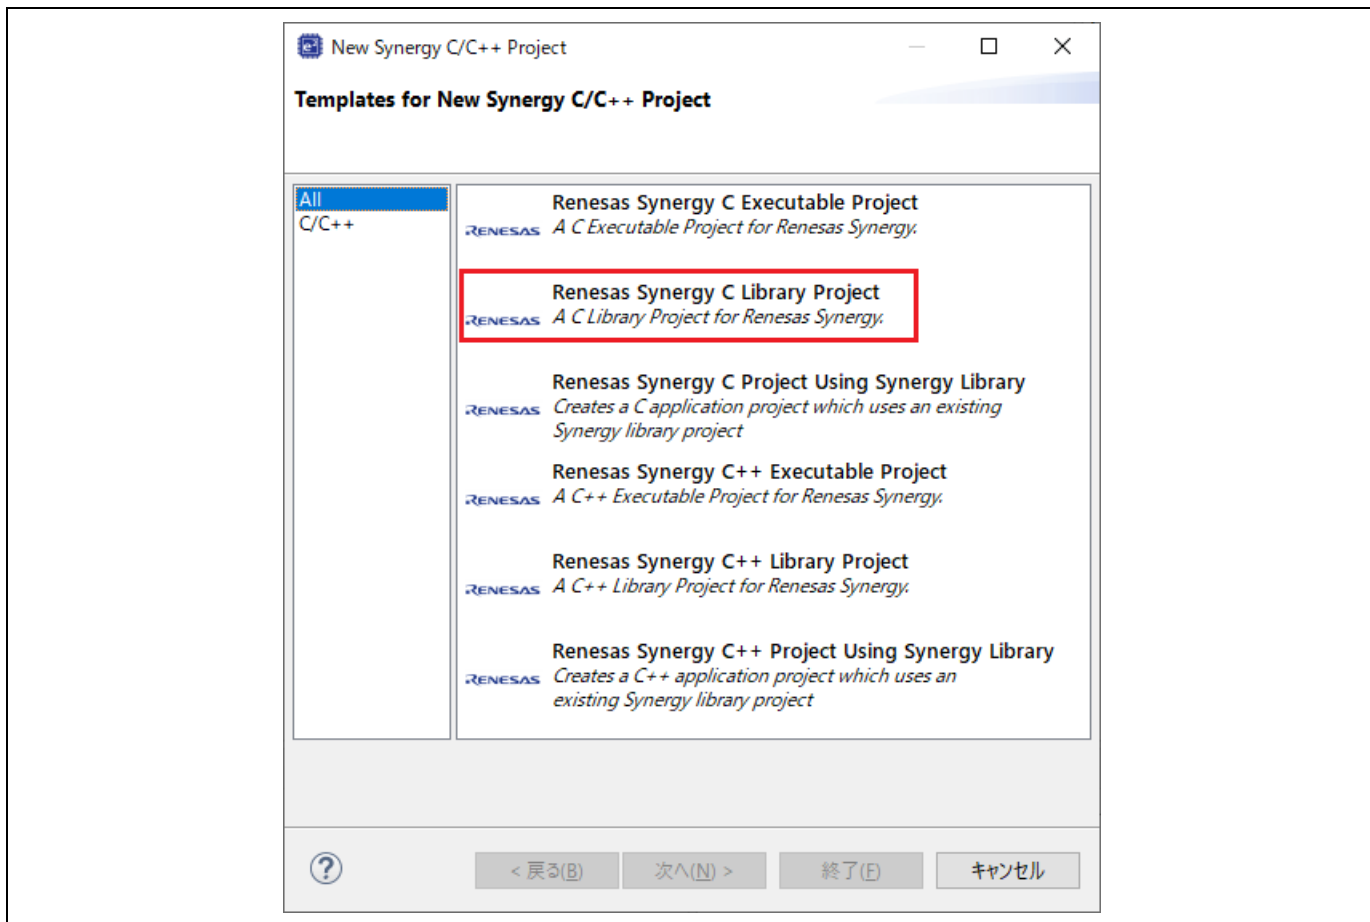 New Synergy C/C++ Project
Templates for New Synergy C/C++ Project
All
C/C++
Renesas Synergy C Executable Project
RENESAS A C Executable Project for Renesas Synergy.
Renesas Synergy C Library Project
RENESAS A C Library Project for Renesas Synergy.
Renesas Synergy C Project Using Synergy Library
RENESAS Creates a C application project which uses an existing
Synergy library project
Renesas Synergy C++ Executable Project
RENESAS A C++ Executable Project for Renesas Synergy.
Renesas Synergy C++ Library Project
RENESAS A C++ Library Project for Renesas Synergy.
Renesas Synergy C++ Project Using Synergy Library
RENESAS Creates a C++ application project which uses an
existing Synergy library project
? < 戻る(B) 次へ(N) > 終了(F) キャンセル